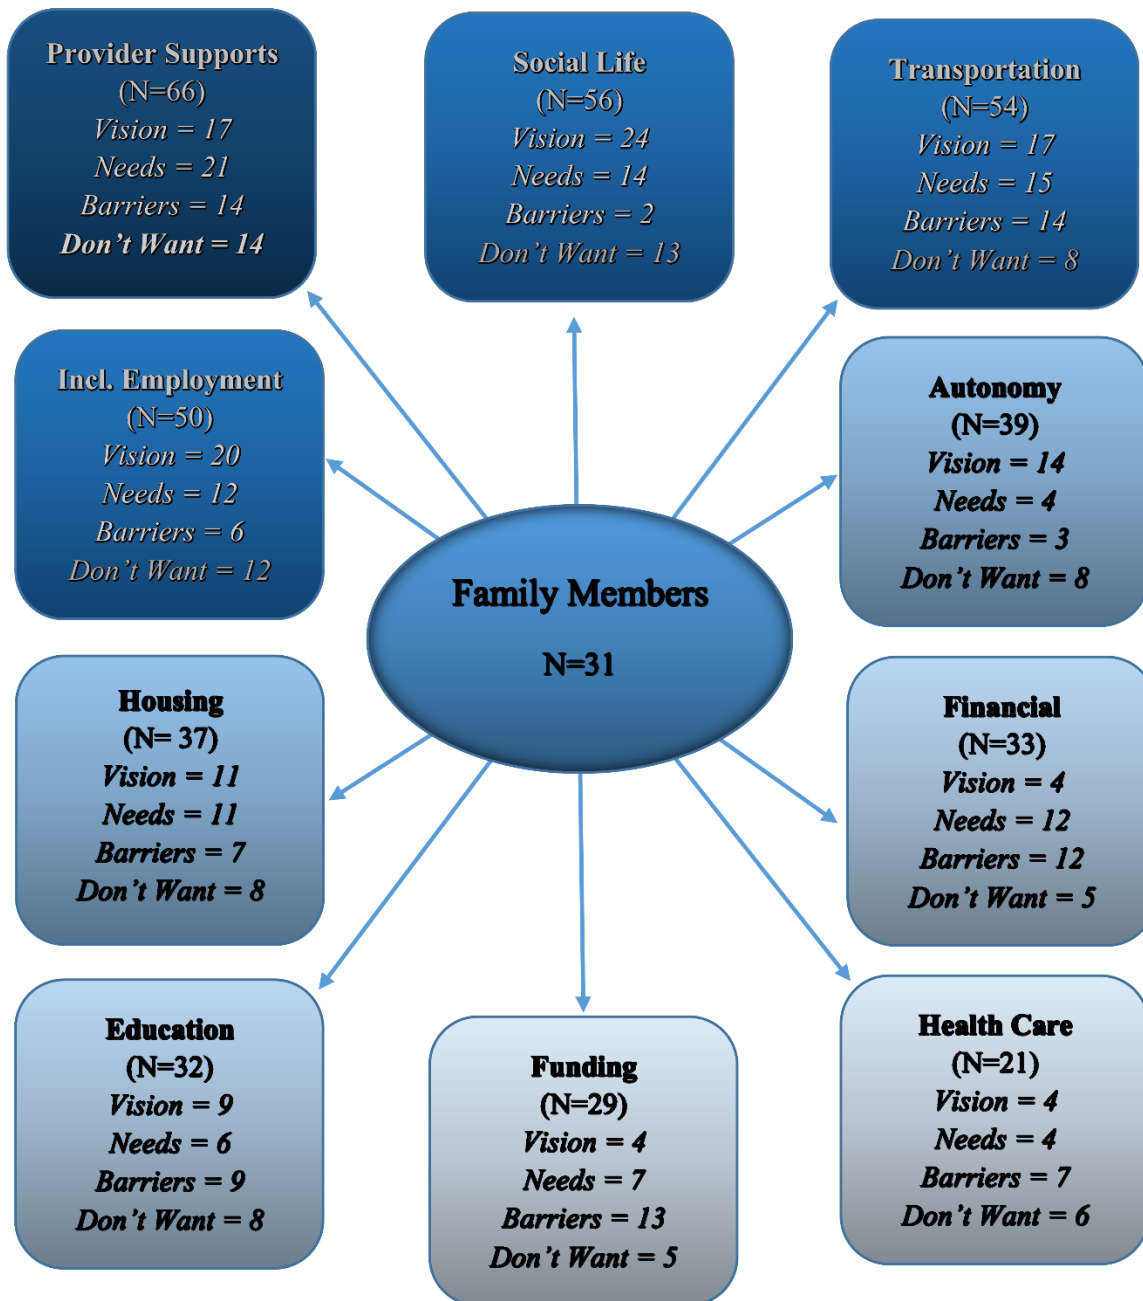 Provider Supports
(N=66)
Vision = 17
Needs = 21
Barriers = 14
Don’t Want = 14
Social Life
(N=56)
Vision = 24
Needs = 14
Barriers = 2
Don’t Want = 13
Transportation
(N=54)
Vision = 17
Needs = 15
Barriers = 14
Don’t Want = 8
Incl. Employment
(N=50)
Vision = 20
Needs = 12
Barriers = 6
Don’t Want = 12
Autonomy
(N=39)
Vision = 14
Needs = 4
Barriers = 3
Don’t Want = 8
Family Members
N=31
Housing
(N= 37)
Vision = 11
Needs = 11
Barriers = 7
Don’t Want = 8
Financial
(N=33)
Vision = 4
Needs = 12
Barriers = 12
Don’t Want = 5
Education
(N=32)
Vision = 9
Needs = 6
Barriers = 9
Don’t Want = 8
Funding
(N=29)
Vision = 4
Needs = 7
Barriers = 13
Don’t Want = 5
Health Care
(N=21)
Vision = 4
Needs = 4
Barriers = 7
Don’t Want = 6